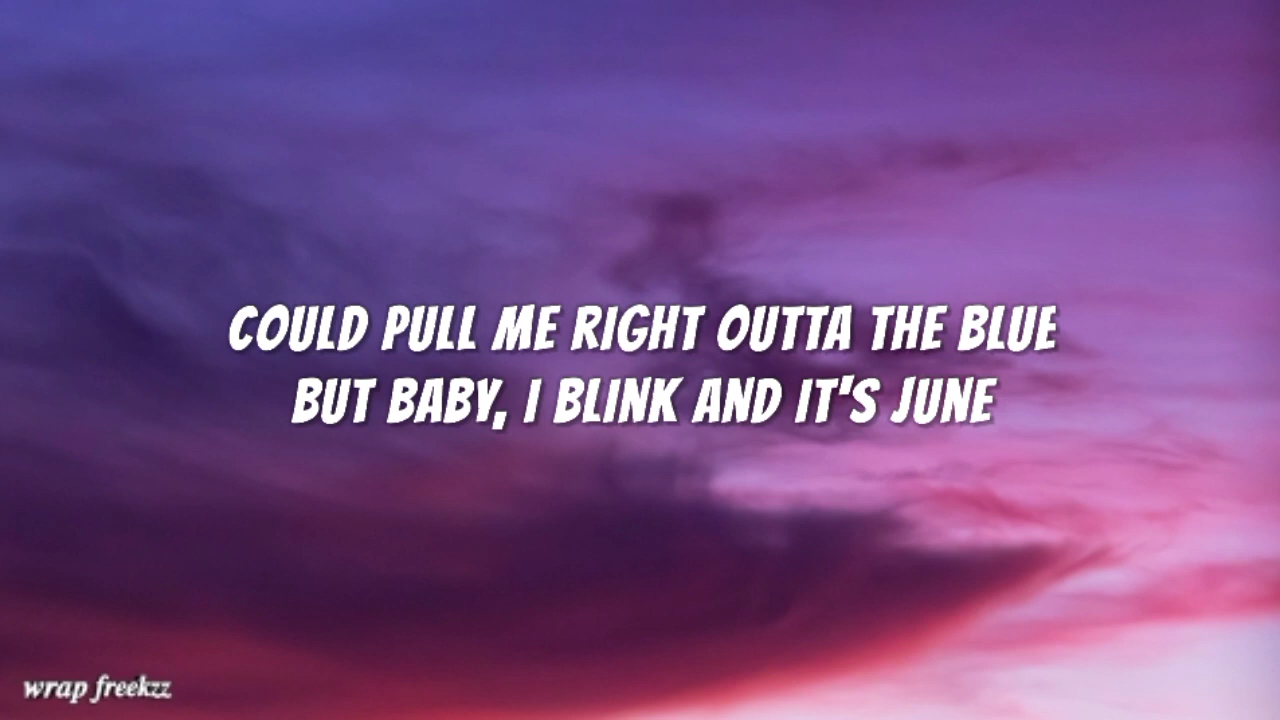 COULD PULL ME RIGHT OUTTA THE BLUE
BUT BABY, I BLINK AND IT'S JUNE
wrap freekzz